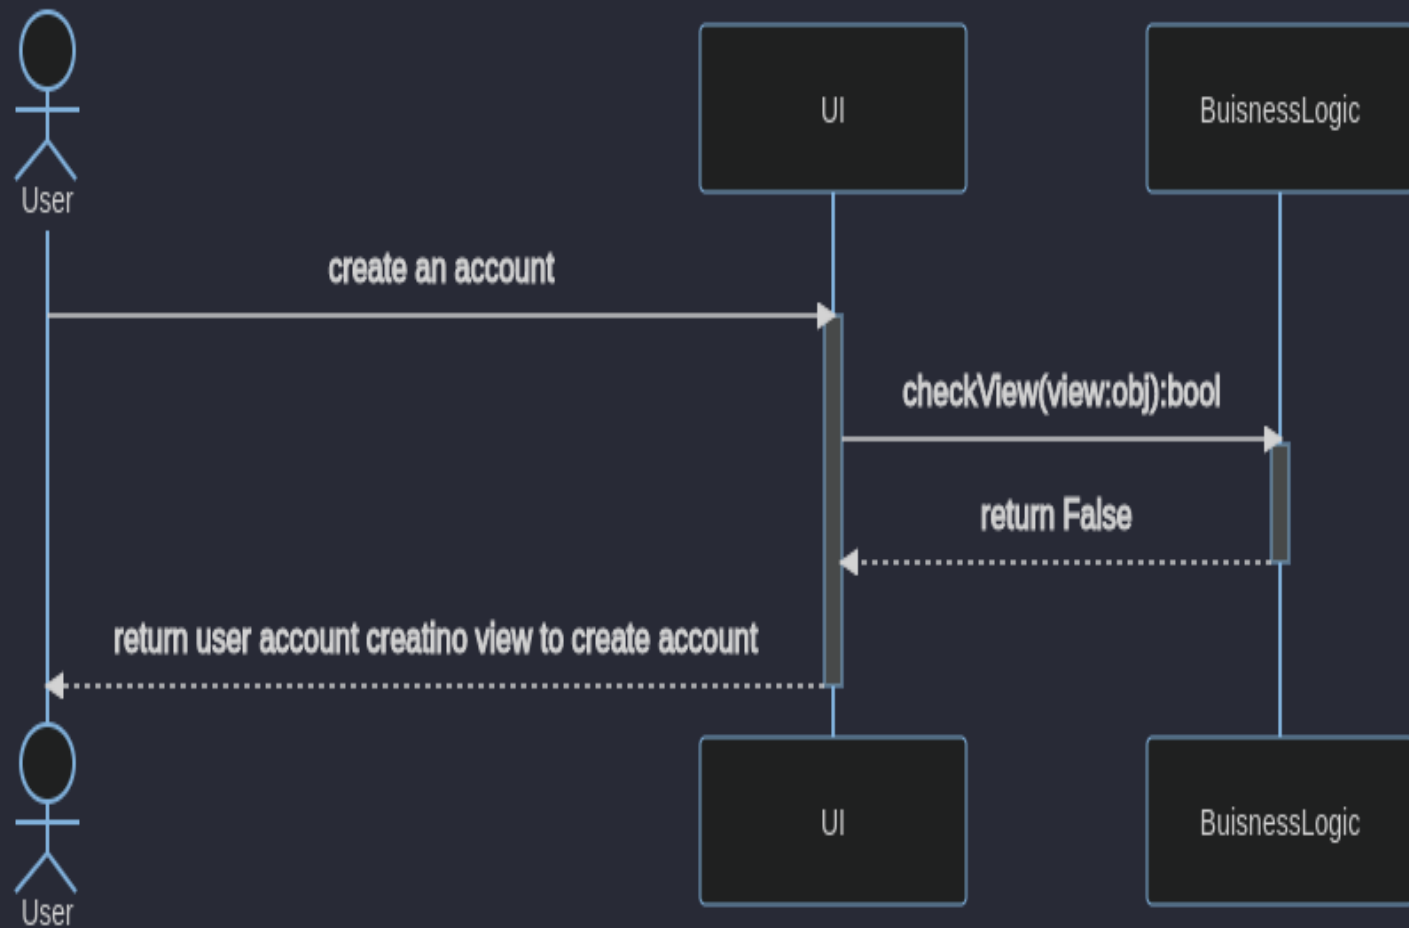 UI
BuisnessLogic
User
create an account
checkView(view:obj):bool
return False
return user account creatino view to create account
UI
BuisnessLogic
User